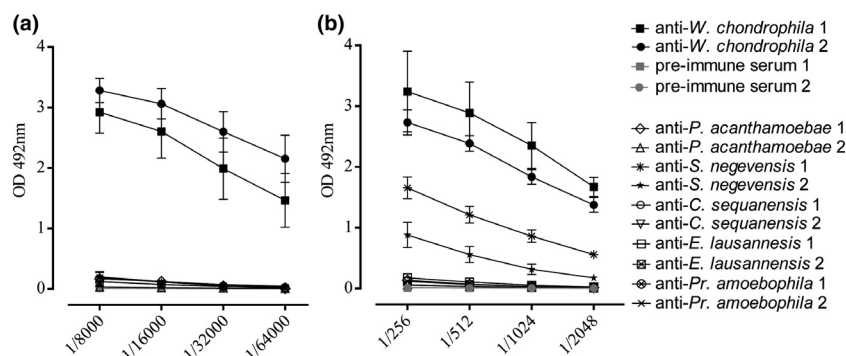 (a)
(b)
4
3
2
1
0
OD 492nm
1/8000
1/16000
1/32000
1/64000
4
3
2
1
0
OD 492nm
1/256
1/512
1/1024
1/2048
anti-W. chondrophila 1
anti-W. chondrophila 2
pre-immune serum 1
pre-immune serum 2
anti-P. acanthamoebae 1
anti-P. acanthamoebae 2
anti-S. negevensis 1
anti-S. negevensis 2
anti-C. sequanensis 1
anti-C. sequanensis 2
anti-E. lausannesis 1
anti-E. lausannensis 2
anti-Pr. amoebophila 1
anti-Pr. amoebophila 2